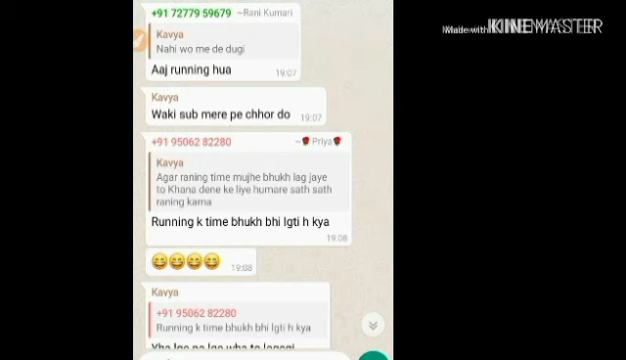 +91 72779 59679 ~Rani Kumari
Kavya
Nahi wo me de dugi
Aaj running hua 19:07
Kavya
Waki sub mere pe chhor do 19:07
+91 95062 82280 ~🌹Priya🌹
Kavya
Agar raning time mujhe bhukh lag jaye
to Khana dene ke liye humare sath sath
raning karna
Running k time bhukh bhi lgti h kya
19:08
😄😄😄😄 19:08
Kavya
+91 95062 82280
Running k time bhukh bhi lgti h kya
Made with KINEMASTER